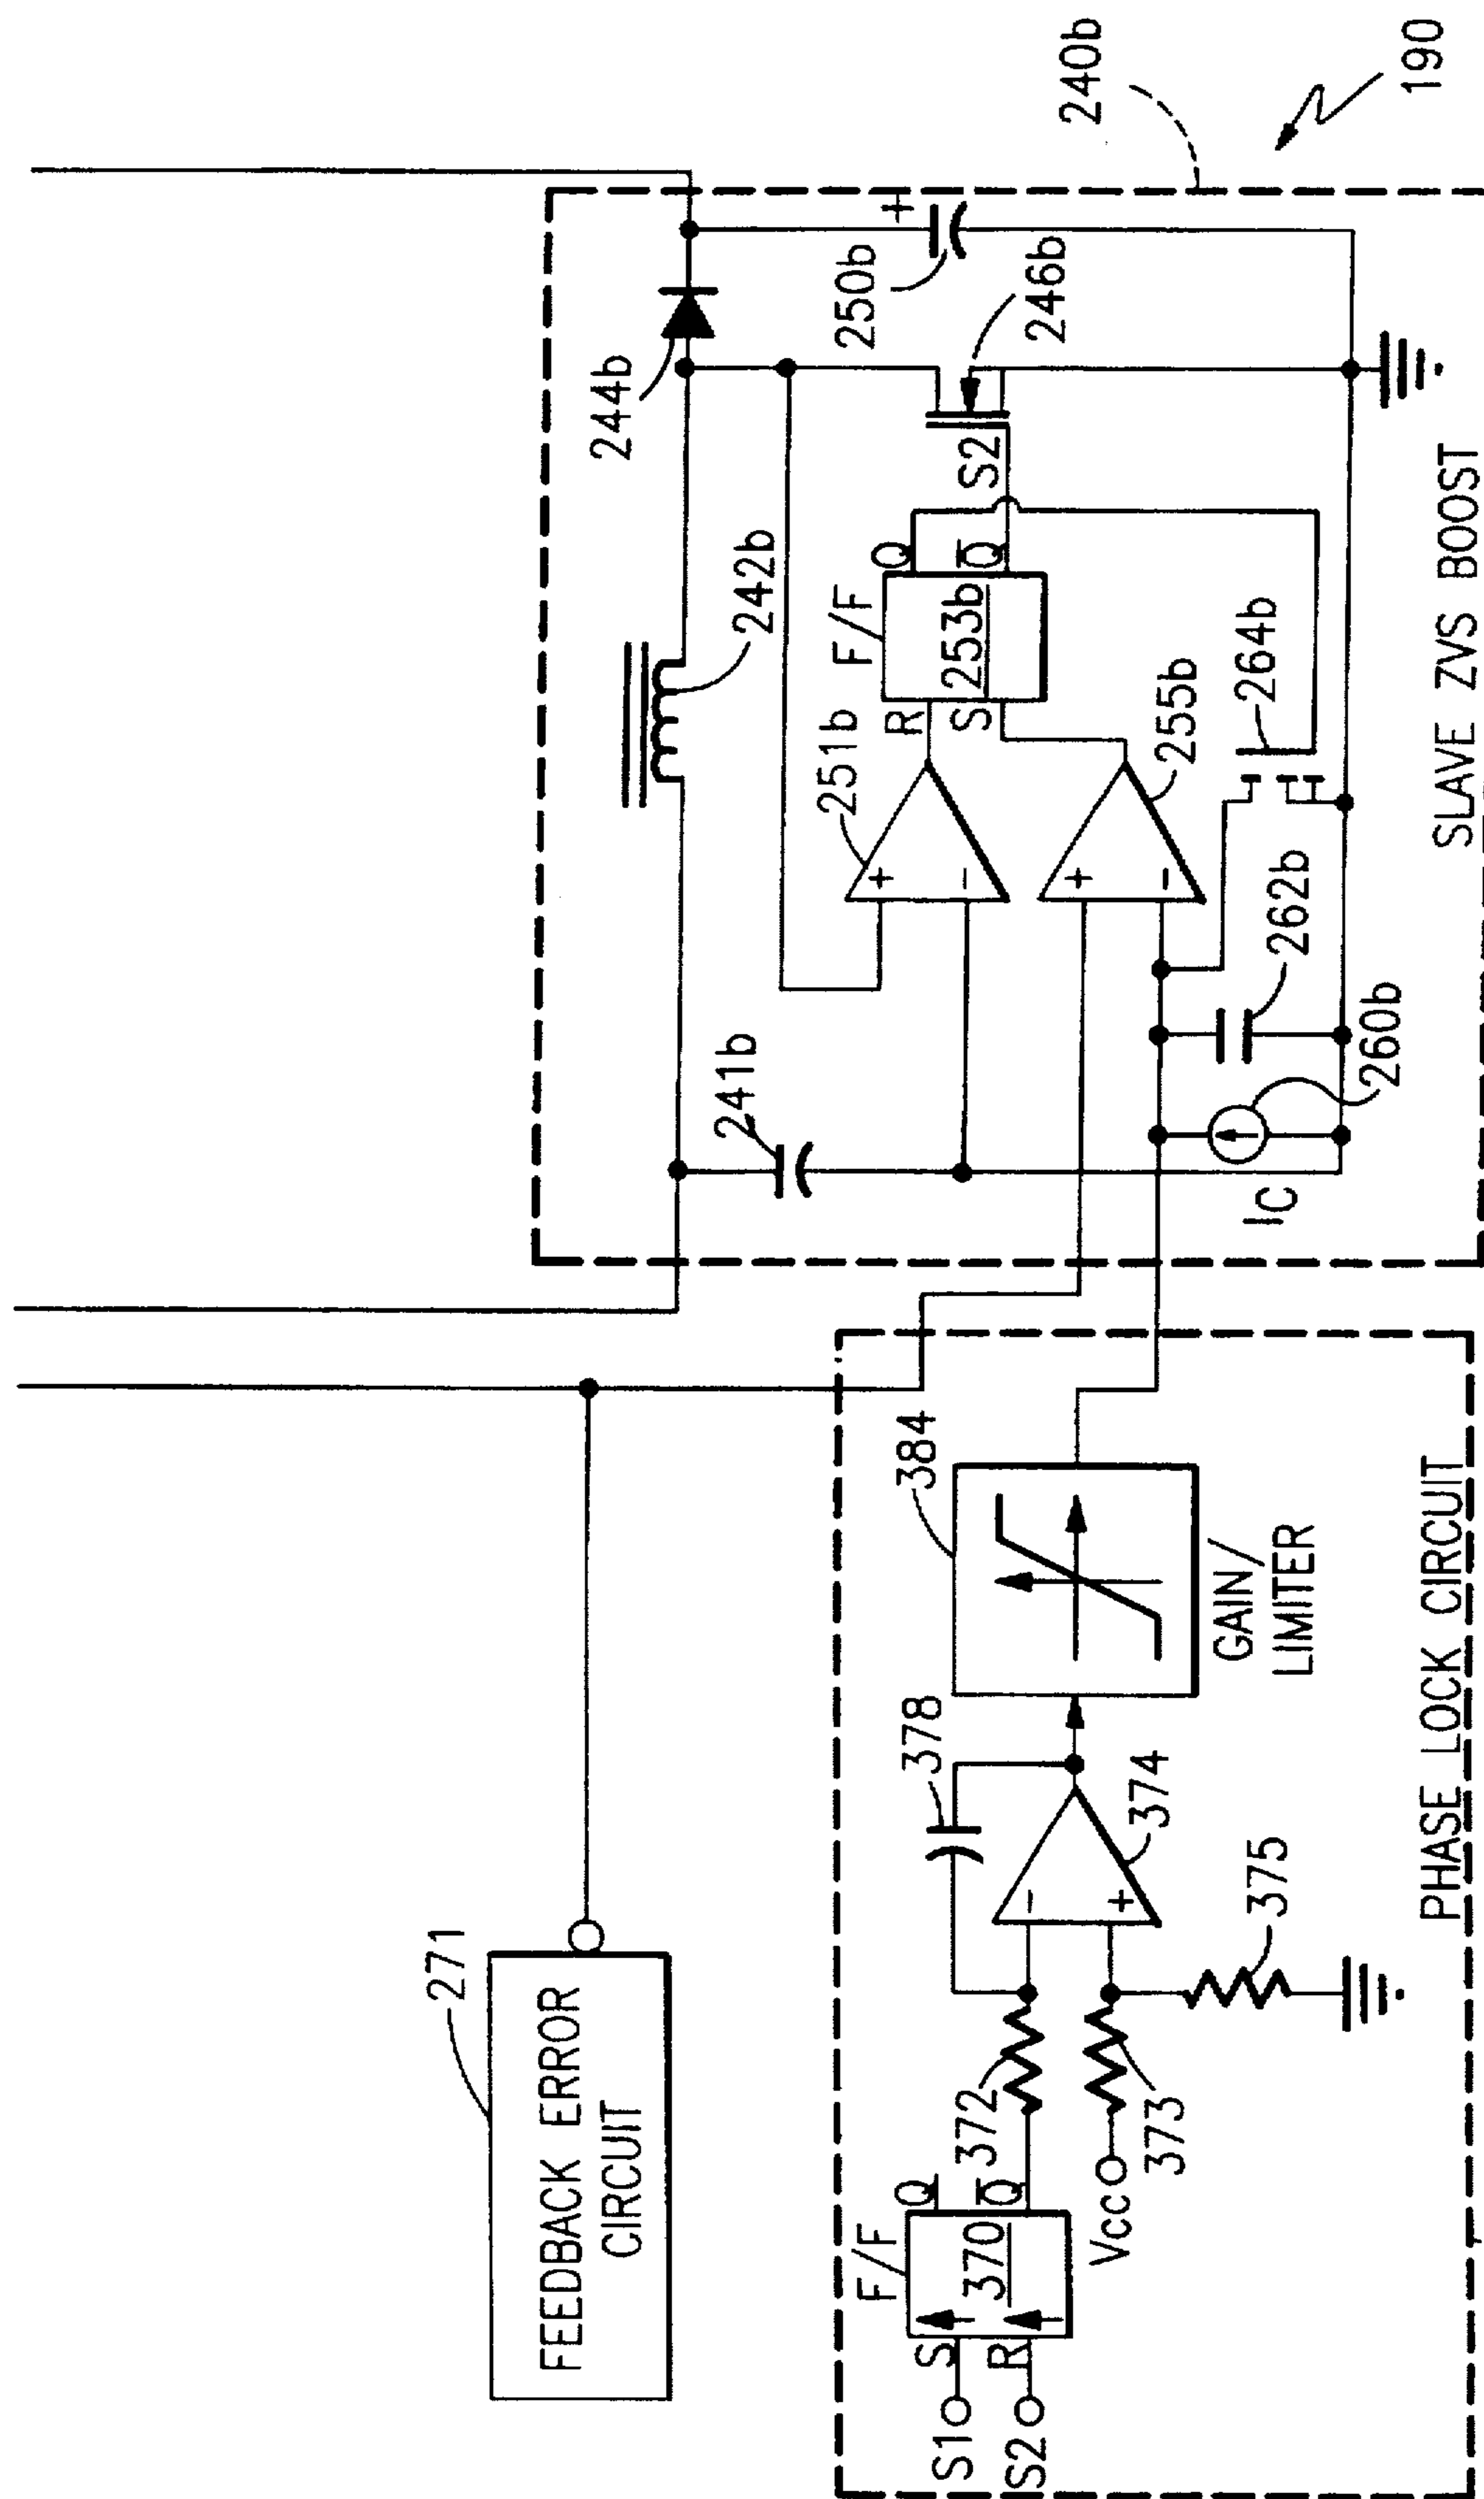 271
FEEDBACK ERROR
CIRCUIT
244b
242b
241b
250b
246b
S2
F/F
Q
Q̅
253b
R
S
251b
+
-
255b
+
-
264b
262b
260b
IC
SLAVE ZVS BOOST
240b
190
+
S1
S2
S
R
F/F
370
Q
Q̅
372
373
Vcc
375
374
-
+
378
384
GAIN/
LIMITER
PHASE LOCK CIRCUIT